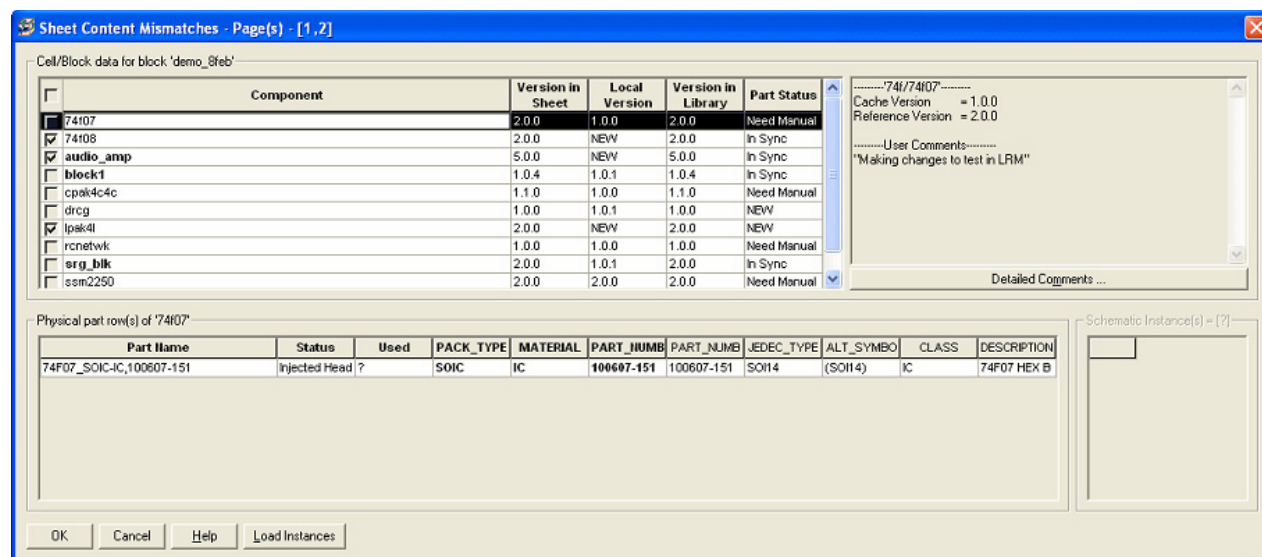 Sheet Content Mismatches - Page(s) - [1,2]
Cell/Block data for block 'demo_8feb'
Component Version in Sheet Local Version Version in Library Part Status
74f07 2.0.0 1.0.0 2.0.0 Need Manual
74f08 2.0.0 NEW 2.0.0 In Sync
audio_amp 5.0.0 NEW 5.0.0 In Sync
block1 1.0.4 1.0.1 1.0.4 In Sync
cpak4c4c 1.1.0 1.0.0 1.1.0 Need Manual
drcg 1.0.0 1.0.1 1.0.0 NEW
lpak4l 2.0.0 NEW 2.0.0 NEW
rcnetwk 1.0.0 1.0.0 1.0.0 Need Manual
srg_blk 2.0.0 1.0.1 2.0.0 In Sync
ssm2250 2.0.0 2.0.0 2.0.0 Need Manual
---------'74f/74f07'---------
Cache Version = 1.0.0
Reference Version = 2.0.0
---------User Comments---------
"Making changes to test in LRM"
Detailed Comments ...
Physical part row(s) of '74f07'
Part Name Status Used PACK_TYPE MATERIAL PART_NUMB PART_NUMB JEDEC_TYPE ALT_SYMBO CLASS DESCRIPTION
74F07_SOIC-IC,100607-151 Injected Head ? SOIC IC 100607-151 100607-151 SOI14 (SOI14) IC 74F07 HEX B
Schematic Instance(s) = [?]
OK Cancel Help Load Instances